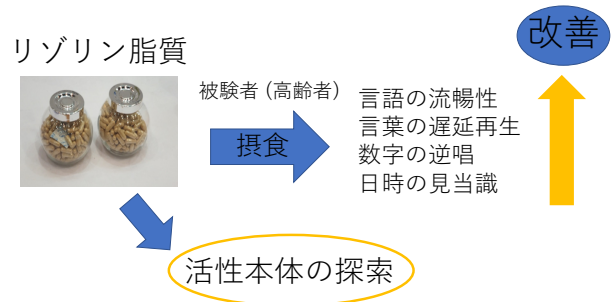 改善
リゾリン脂質
被験者 (高齢者)
摂食
言語の流暢性
言葉の遅延再生
数字の逆唱
日時の見当識
活性本体の探索